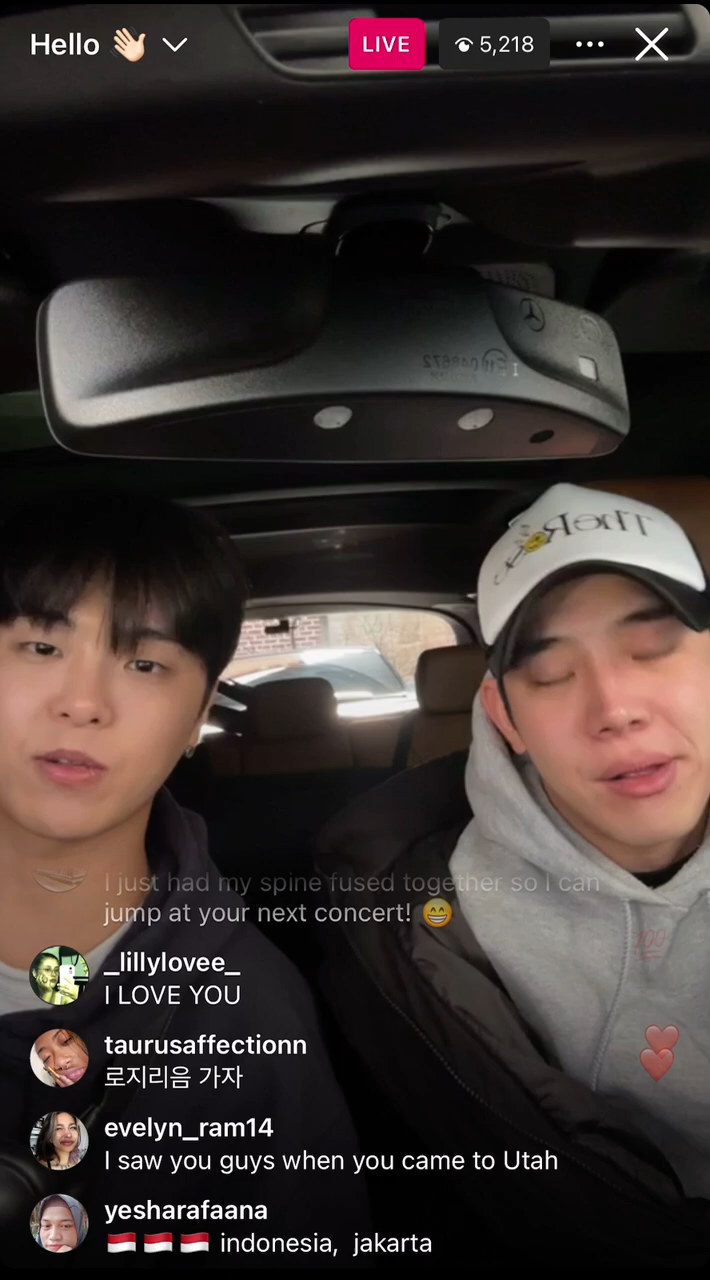 Hello 👋🏻
LIVE
5,218
TheRose
I 048672
I just had my spine fused together so I can
jump at your next concert! 😁
_lillylovee_
I LOVE YOU
taurusaffectionn
로지리음 가자
evelyn_ram14
I saw you guys when you came to Utah
yesharafaana
🇮🇩🇮🇩🇮🇩 indonesia, jakarta